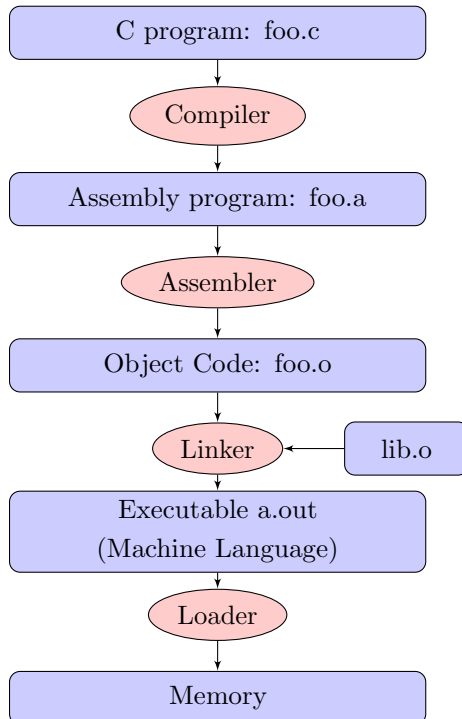 C program: foo.c
Compiler
Assembly program: foo.a
Assembler
Object Code: foo.o
Linker
lib.o
Executable a.out
(Machine Language)
Loader
Memory